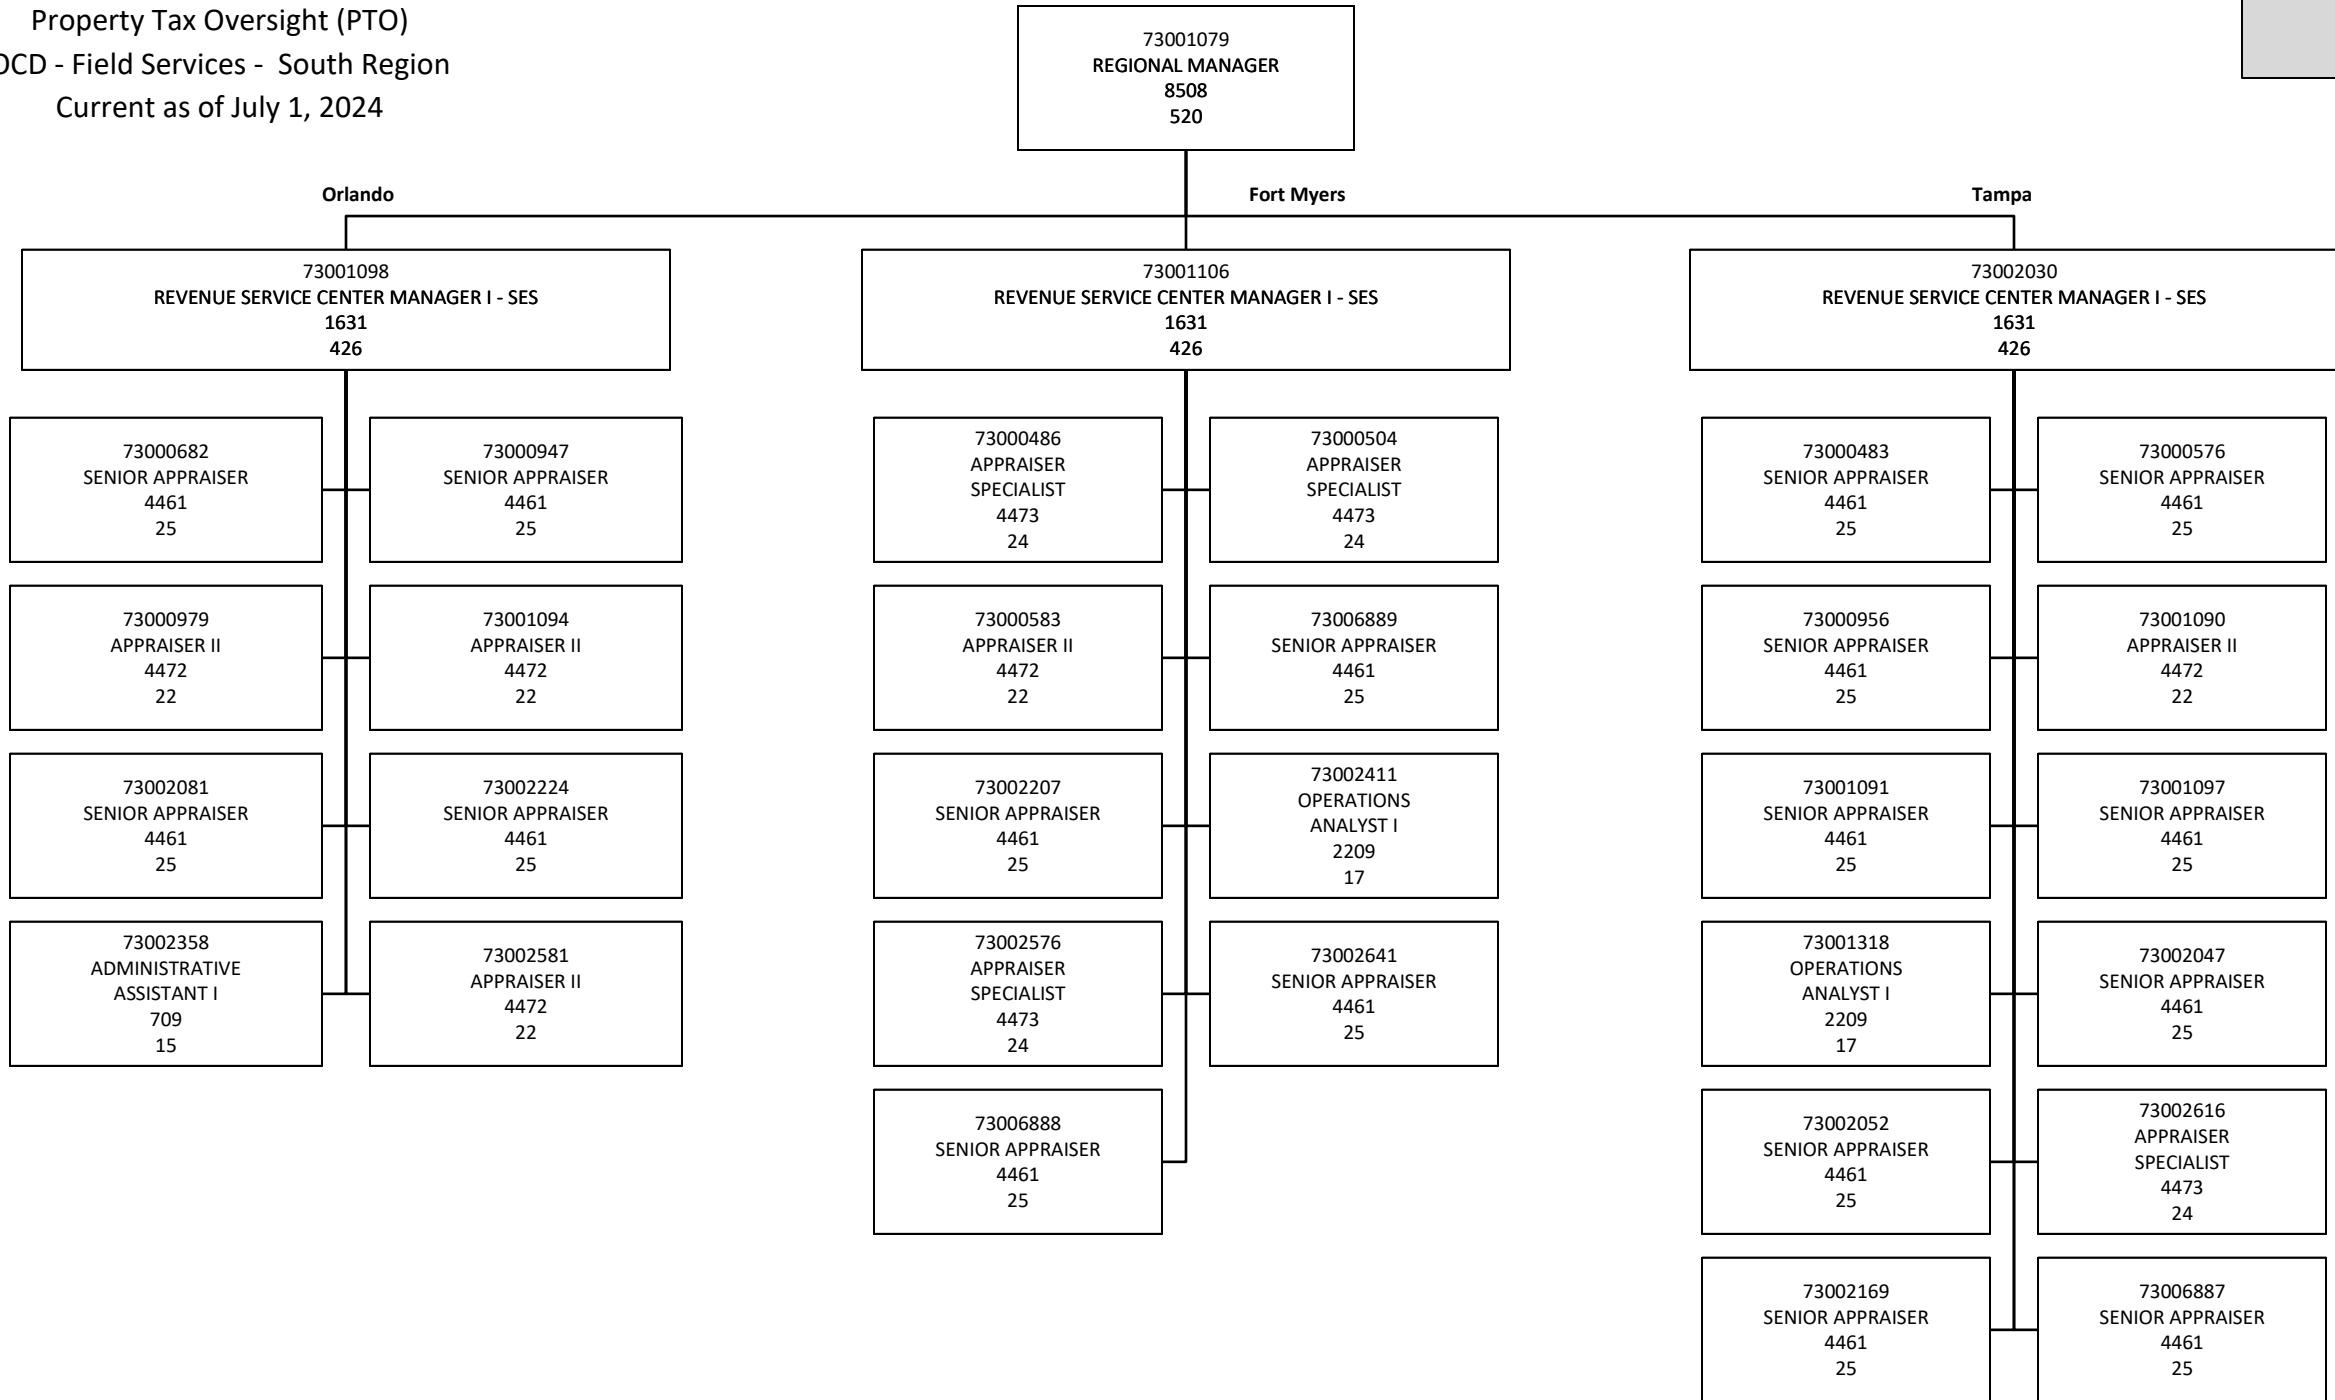 Property Tax Oversight (PTO)
OCD - Field Services -  South Region
Current as of July 1, 2024
73001079
REGIONAL MANAGER
8508
520
Orlando
Fort Myers
Tampa
73001098
REVENUE SERVICE CENTER MANAGER I - SES
1631
426
73001106
REVENUE SERVICE CENTER MANAGER I - SES
1631
426
73002030
REVENUE SERVICE CENTER MANAGER I - SES
1631
426
73000682
SENIOR APPRAISER
4461
25
73000947
SENIOR APPRAISER
4461
25
73000979
APPRAISER II
4472
22
73001094
APPRAISER II
4472
22
73002081
SENIOR APPRAISER
4461
25
73002224
SENIOR APPRAISER
4461
25
73002358
ADMINISTRATIVE
ASSISTANT I
709
15
73002581
APPRAISER II
4472
22
73000486
APPRAISER
SPECIALIST
4473
24
73000504
APPRAISER
SPECIALIST
4473
24
73000583
APPRAISER II
4472
22
73006889
SENIOR APPRAISER
4461
25
73002207
SENIOR APPRAISER
4461
25
73002411
OPERATIONS
ANALYST I
2209
17
73002576
APPRAISER
SPECIALIST
4473
24
73002641
SENIOR APPRAISER
4461
25
73006888
SENIOR APPRAISER
4461
25
73000483
SENIOR APPRAISER
4461
25
73000576
SENIOR APPRAISER
4461
25
73000956
SENIOR APPRAISER
4461
25
73001090
APPRAISER II
4472
22
73001091
SENIOR APPRAISER
4461
25
73001097
SENIOR APPRAISER
4461
25
73001318
OPERATIONS
ANALYST I
2209
17
73002047
SENIOR APPRAISER
4461
25
73002052
SENIOR APPRAISER
4461
25
73002616
APPRAISER
SPECIALIST
4473
24
73002169
SENIOR APPRAISER
4461
25
73006887
SENIOR APPRAISER
4461
25